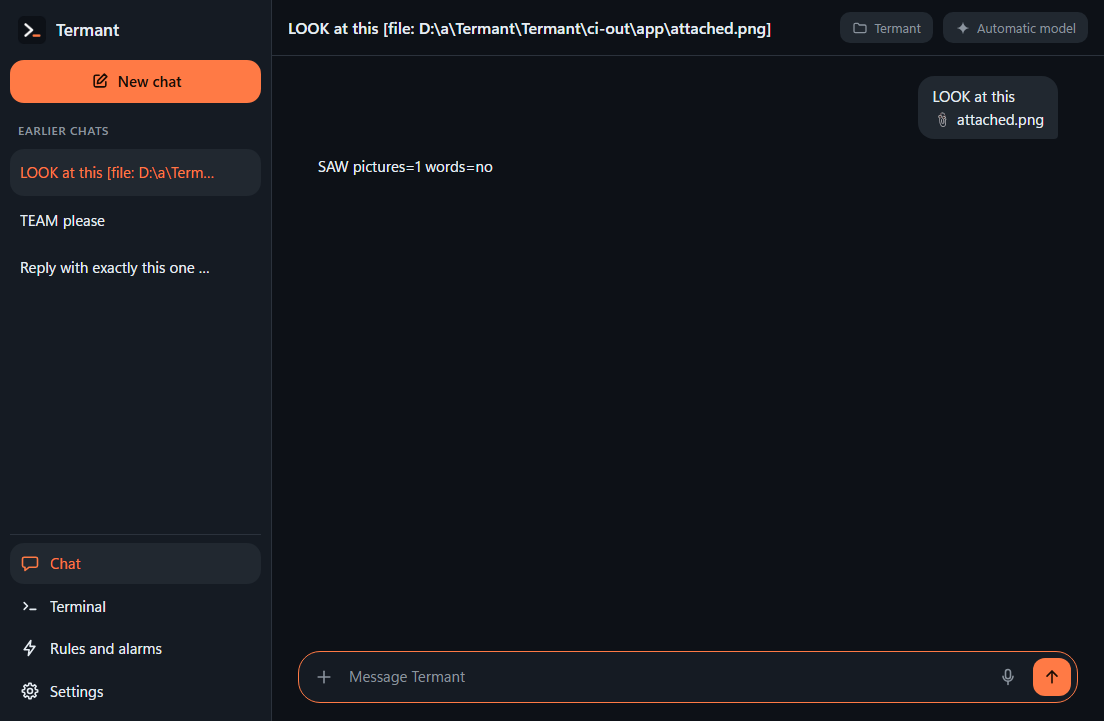 Termant
New chat
EARLIER CHATS
LOOK at this [file: D:\a\Term...
TEAM please
Reply with exactly this one ...
Chat
Terminal
Rules and alarms
Settings
LOOK at this [file: D:\a\Termant\Termant\ci-out\app\attached.png]
Termant
Automatic model
LOOK at this
attached.png
SAW pictures=1 words=no
Message Termant